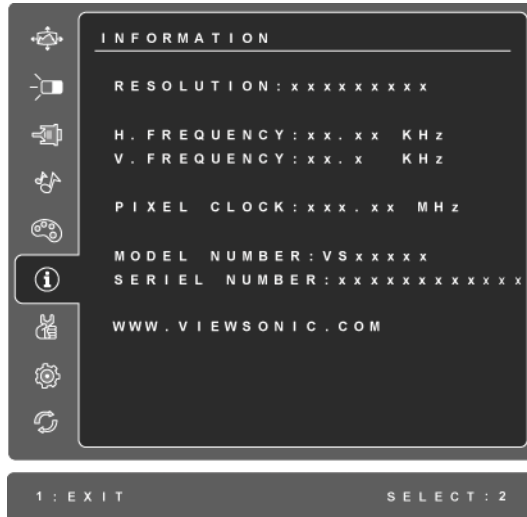 INFORMATION
RESOLUTION:xxxxxxxxx
H.FREQUENCY:xx.xx KHz
V.FREQUENCY:xx.x KHz
PIXEL CLOCK:xxx.xx MHz
MODEL NUMBER:VSxxxxx
SERIEL NUMBER:xxxxxxxxxxxx
WWW.VIEWSONIC.COM
1:EXIT SELECT:2